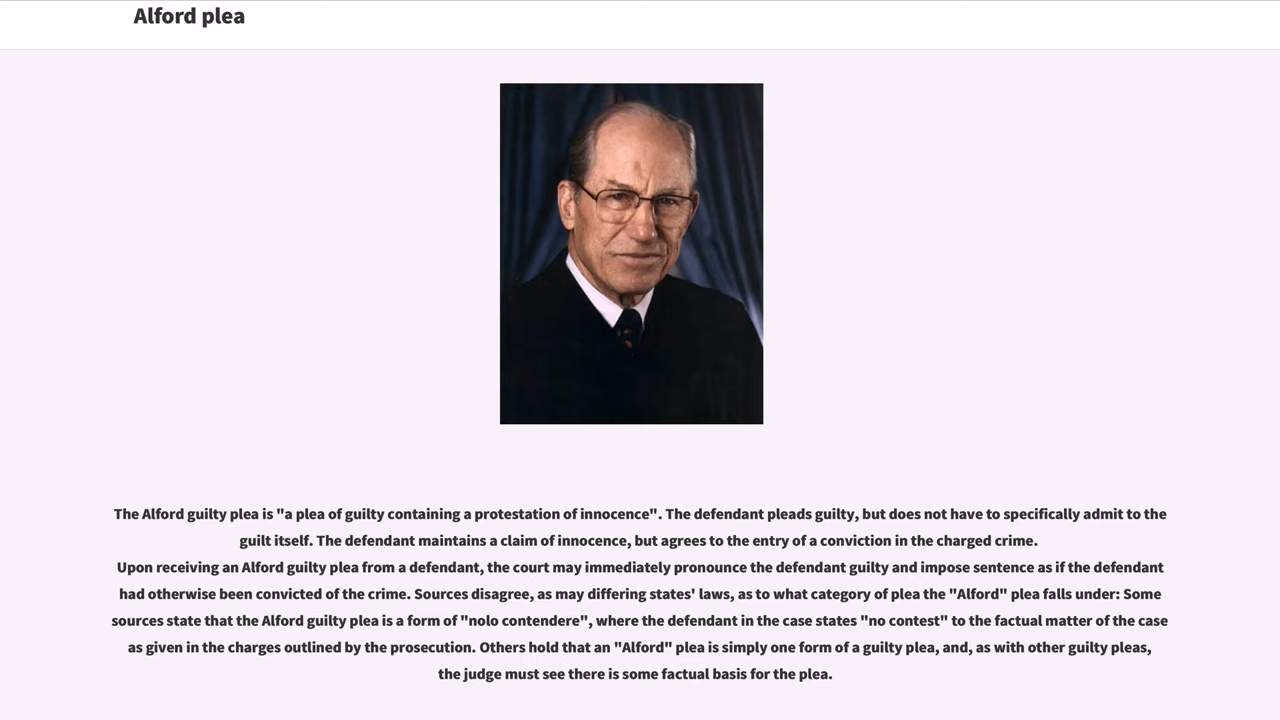 Alford plea
The Alford guilty plea is "a plea of guilty containing a protestation of innocence". The defendant pleads guilty, but does not have to specifically admit to the
guilt itself. The defendant maintains a claim of innocence, but agrees to the entry of a conviction in the charged crime.
Upon receiving an Alford guilty plea from a defendant, the court may immediately pronounce the defendant guilty and impose sentence as if the defendant
had otherwise been convicted of the crime. Sources disagree, as may differing states' laws, as to what category of plea the "Alford" plea falls under: Some
sources state that the Alford guilty plea is a form of "nolo contendere", where the defendant in the case states "no contest" to the factual matter of the case
as given in the charges outlined by the prosecution. Others hold that an "Alford" plea is simply one form of a guilty plea, and, as with other guilty pleas,
the judge must see there is some factual basis for the plea.